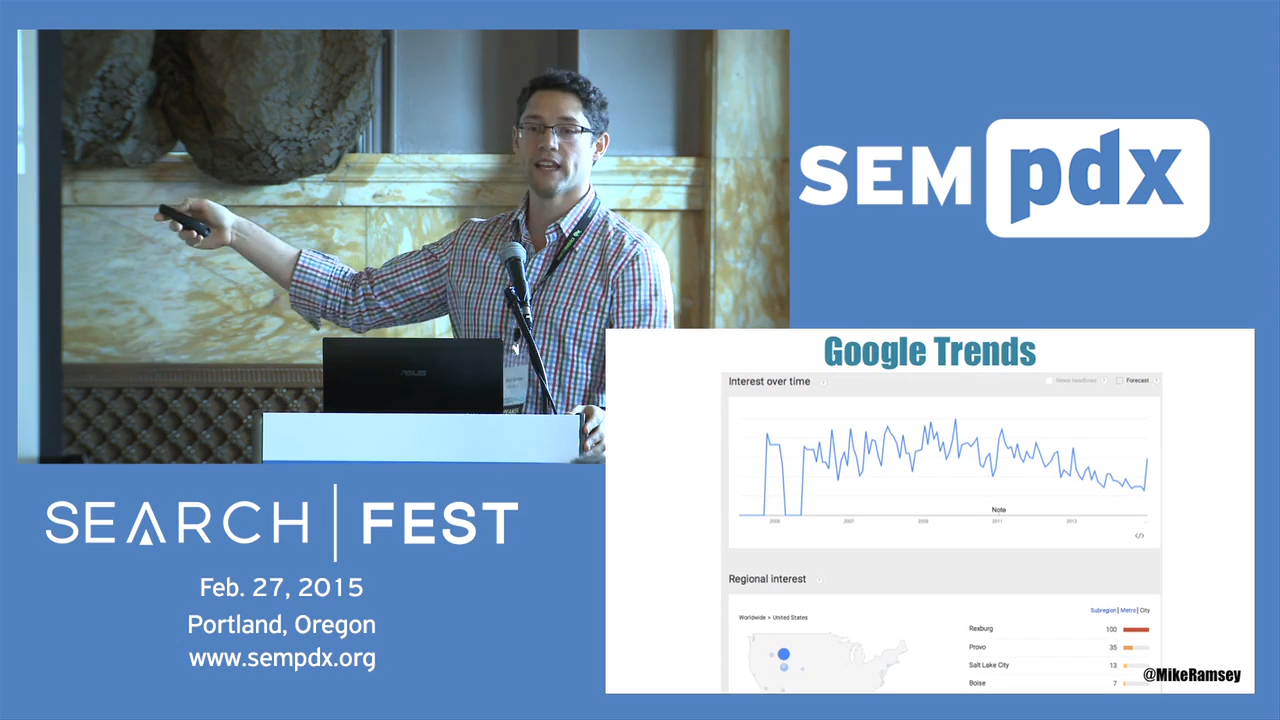 SEM pdx
ASUS
SEARCH FEST
Feb. 27, 2015
Portland, Oregon
www.sempdx.org
Google Trends
Interest over time ?
News headlines ? Forecast ?
Note
2005 2007 2009 2011 2013
</>
Regional interest ?
Subregion | Metro | City
Worldwide > United States
Rexburg 100
Provo 35
Salt Lake City 13
Boise 7
@MikeRamsey